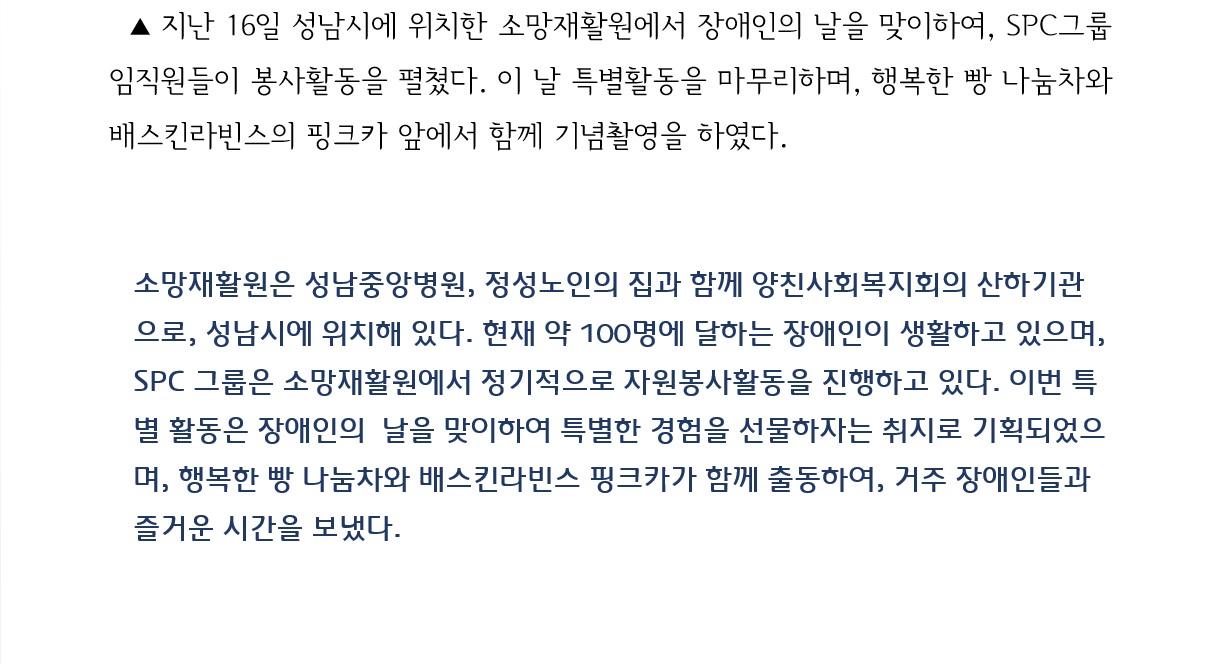 ▲ 지난 16일 성남시에 위치한 소망재활원에서 장애인의 날을 맞이하여, SPC그룹
임직원들이 봉사활동을 펼쳤다. 이 날 특별활동을 마무리하며, 행복한 빵 나눔차와
배스킨라빈스의 핑크카 앞에서 함께 기념촬영을 하였다.
소망재활원은 성남중앙병원, 정성노인의 집과 함께 양친사회복지회의 산하기관
으로, 성남시에 위치해 있다. 현재 약 100명에 달하는 장애인이 생활하고 있으며,
SPC 그룹은 소망재활원에서 정기적으로 자원봉사활동을 진행하고 있다. 이번 특
별 활동은 장애인의  날을 맞이하여 특별한 경험을 선물하자는 취지로 기획되었으
며, 행복한 빵 나눔차와 배스킨라빈스 핑크카가 함께 출동하여, 거주 장애인들과
즐거운 시간을 보냈다.